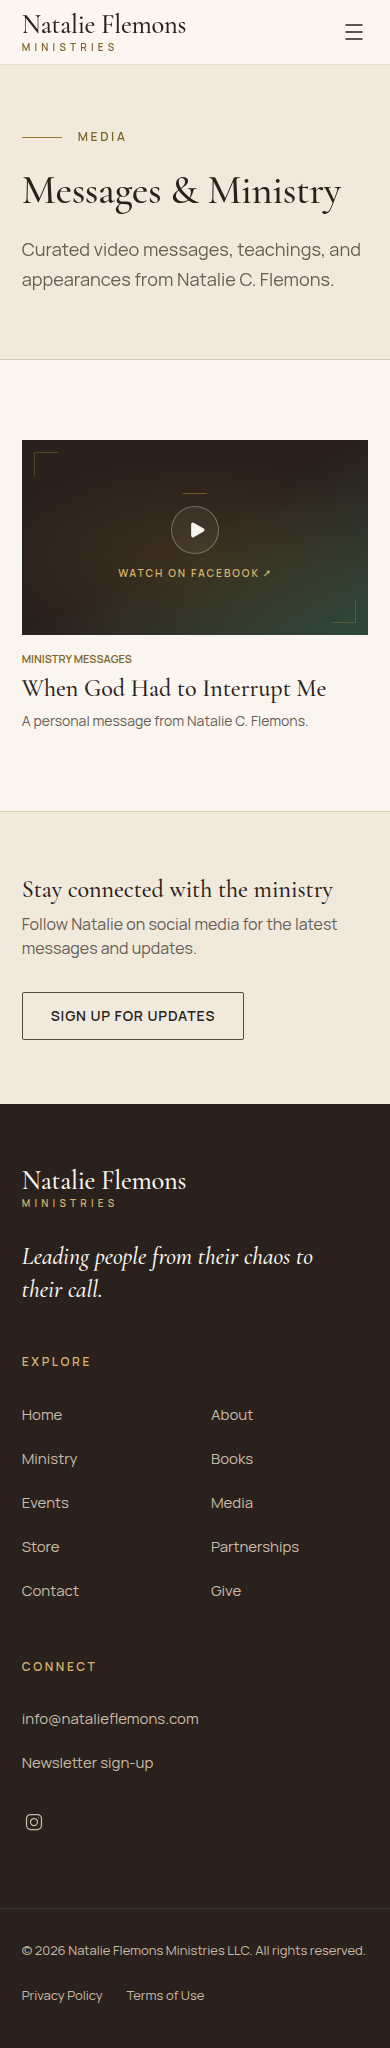 Natalie Flemons
MINISTRIES
MEDIA
Messages & Ministry
Curated video messages, teachings, and
appearances from Natalie C. Flemons.
WATCH ON FACEBOOK ↗
MINISTRY MESSAGES
When God Had to Interrupt Me
A personal message from Natalie C. Flemons.
Stay connected with the ministry
Follow Natalie on social media for the latest
messages and updates.
SIGN UP FOR UPDATES
Natalie Flemons
MINISTRIES
Leading people from their chaos to
their call.
EXPLORE
Home About
Ministry Books
Events Media
Store Partnerships
Contact Give
CONNECT
info@natalieflemons.com
Newsletter sign-up
© 2026 Natalie Flemons Ministries LLC. All rights reserved.
Privacy Policy Terms of Use